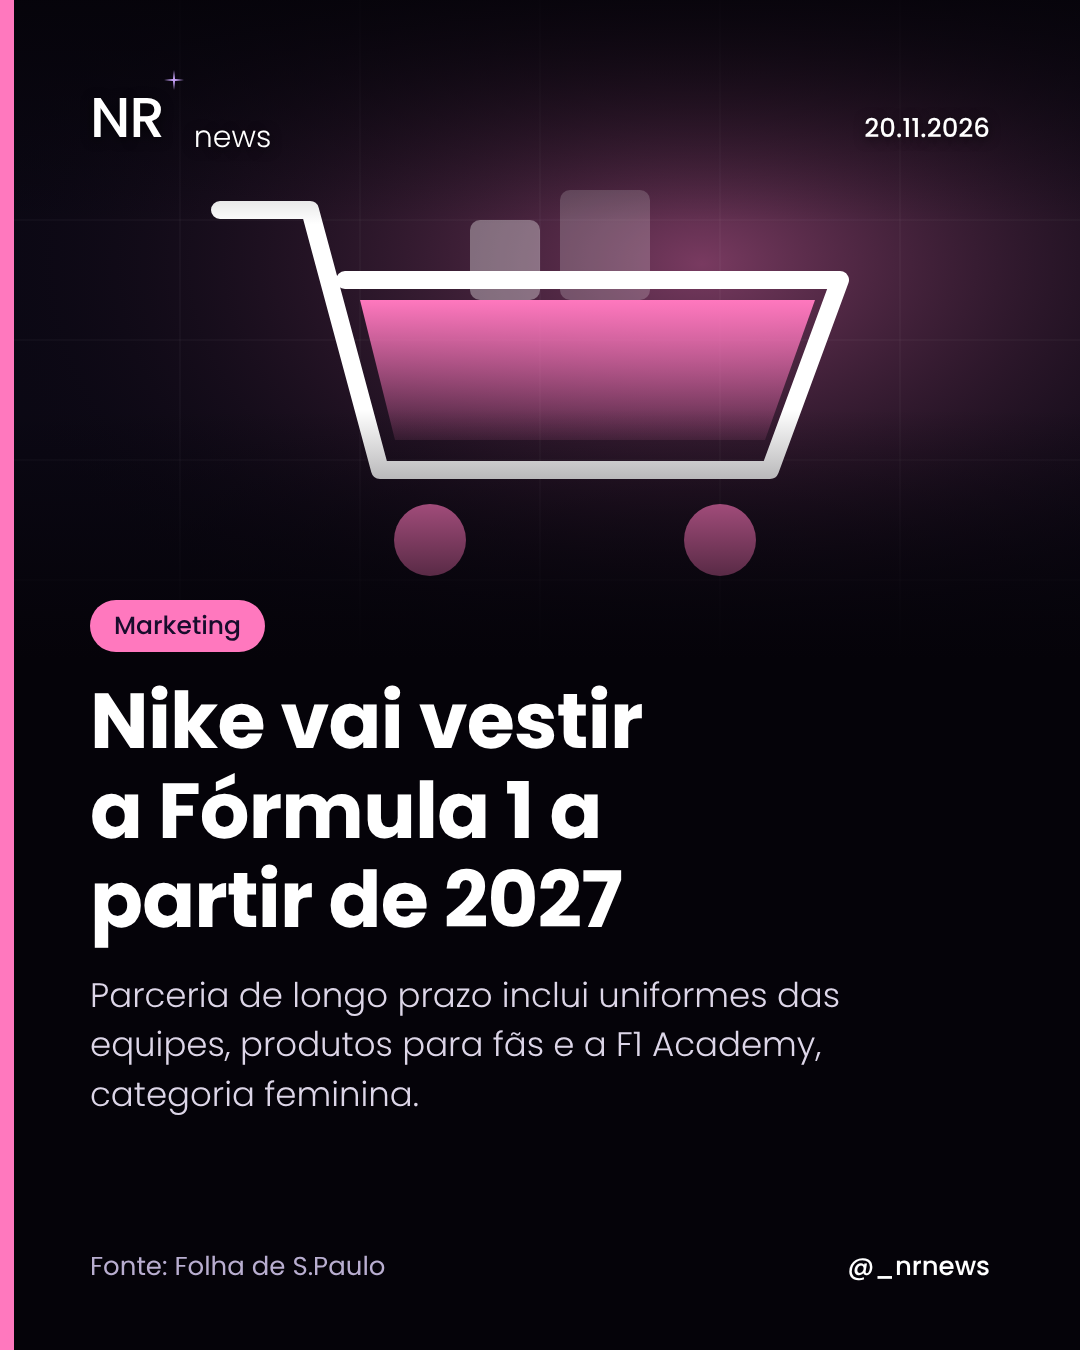 NR news
20.11.2026
Marketing
Nike vai vestir
a Fórmula 1 a
partir de 2027
Parceria de longo prazo inclui uniformes das
equipes, produtos para fãs e a F1 Academy,
categoria feminina.
Fonte: Folha de S.Paulo
@_nrnews